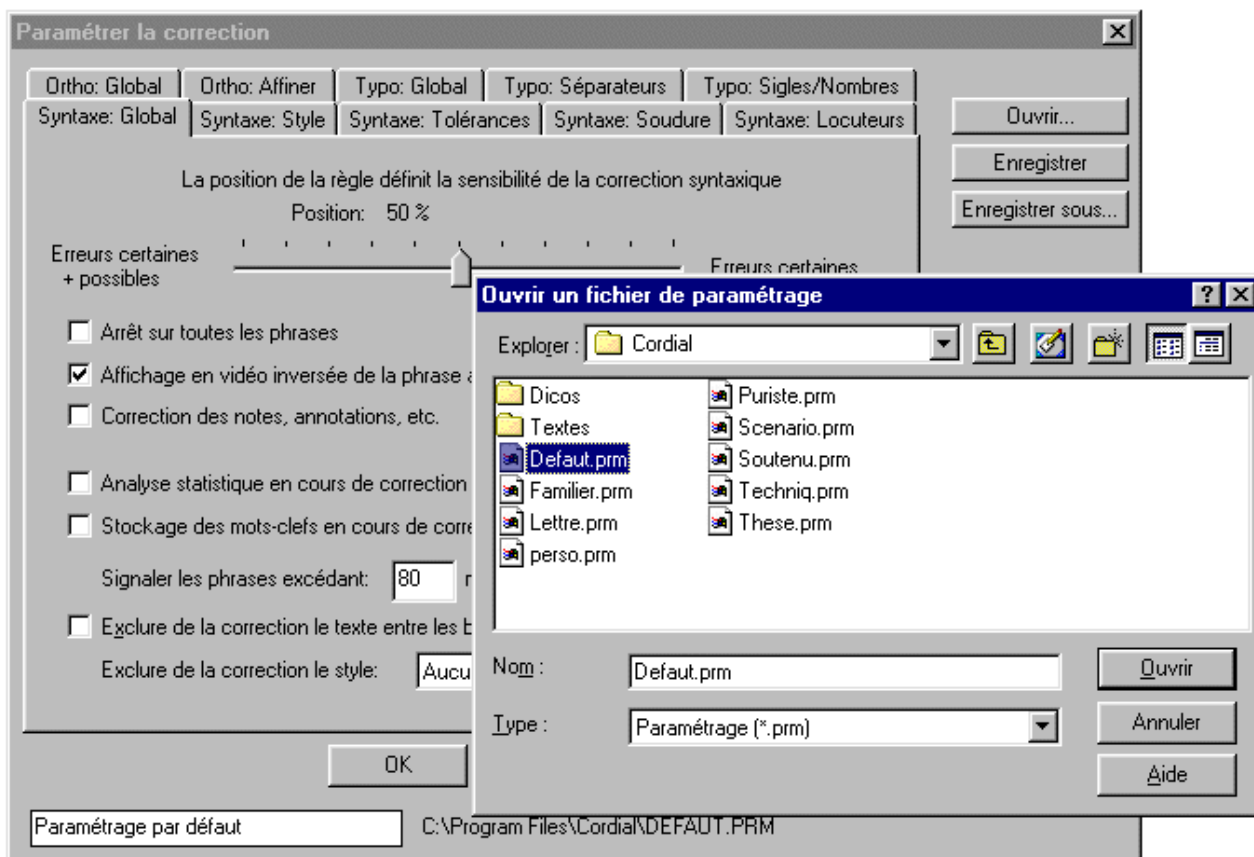 Paramétrer la correction
Ortho: Global
Ortho: Affiner
Typo: Global
Typo: Séparateurs
Typo: Sigles/Nombres
Syntaxe: Global
Syntaxe: Style
Syntaxe: Tolérances
Syntaxe: Soudure
Syntaxe: Locuteurs
Ouvrir...
Enregistrer
Enregistrer sous...
La position de la règle définit la sensibilité de la correction syntaxique
Position: 50 %
Erreurs certaines
+ possibles
Erreurs certaines
Arrêt sur toutes les phrases
Affichage en vidéo inversée de la phrase a
Correction des notes, annotations, etc.
Analyse statistique en cours de correction
Stockage des mots-clefs en cours de corre
Signaler les phrases excédant: 80
Exclure de la correction le texte entre les b
Exclure de la correction le style: Aucu
OK
Paramétrage par défaut
C:\Program Files\Cordial\DEFAUT.PRM
Ouvrir un fichier de paramétrage
Explorer : Cordial
Dicos
Textes
Defaut.prm
Familier.prm
Lettre.prm
perso.prm
Puriste.prm
Scenario.prm
Soutenu.prm
Techniq.prm
These.prm
Nom : Defaut.prm
Type : Paramétrage (*.prm)
Ouvrir
Annuler
Aide